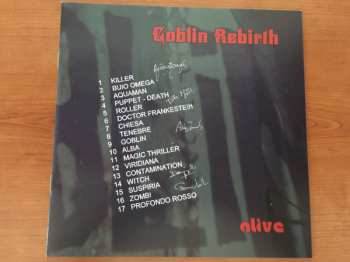 Goblin Rebirth
1 KILLER
2 BUIO OMEGA
3 AQUAMAN
4 PUPPET - DEATH
5 ROLLER
6 DOCTOR FRANKESTEIN
7 CHIESA
8 TENEBRE
9 GOBLIN
10 ALBA
11 MAGIC THRILLER
12 VIRIDIANA
13 CONTAMINATION
14 WITCH
15 SUSPIRIA
16 ZOMBI
17 PROFONDO ROSSO
alive